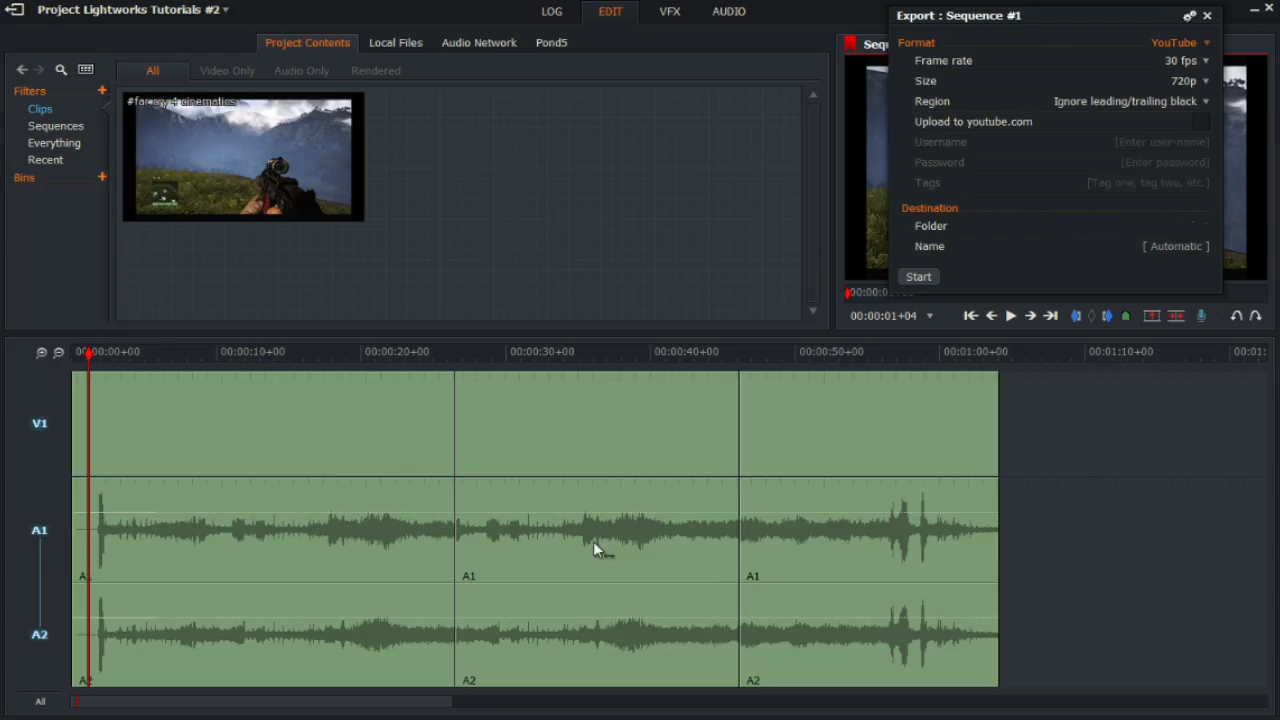 Project Lightworks Tutorials #2
LOG EDIT VFX AUDIO
Export : Sequence #1
Project Contents Local Files Audio Network Pond5
Format YouTube
Frame rate 30 fps
Size 720p
Region Ignore leading/trailing black
Upload to youtube.com
Username [Enter user-name]
Password [Enter password]
Tags [Tag one, tag two, etc.]
Destination
Folder
Name [ Automatic ]
Start
All Video Only Audio Only Rendered
Filters
Clips
Sequences
Everything
Recent
Bins
#far cry 4 cinematics
00:00:01+04
00:00:00+00 00:00:10+00 00:00:20+00 00:00:30+00 00:00:40+00 00:00:50+00 00:01:00+00 00:01:10+00
V1
A1
A1 A1
A2
A2 A2
All